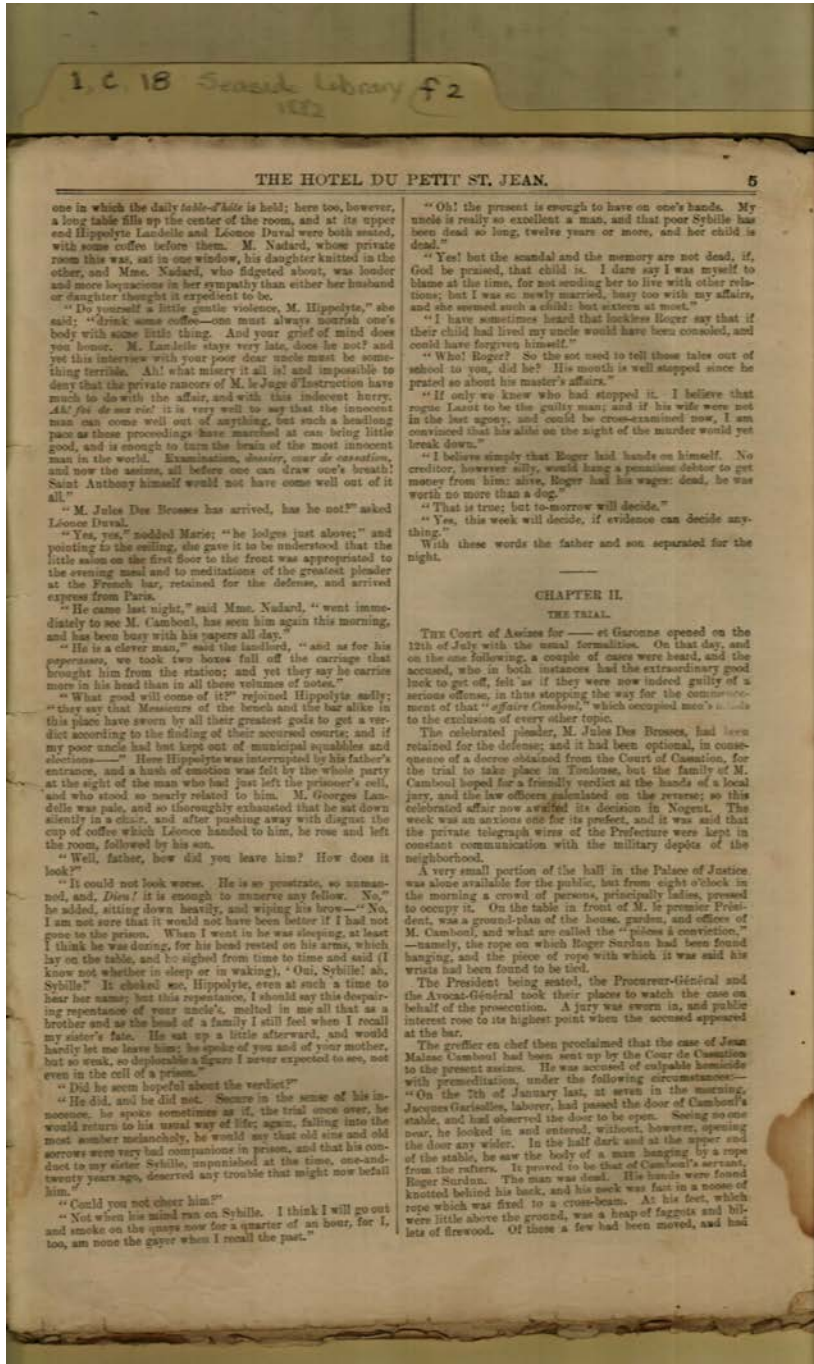 1, C, 18 Seaside Library f2
1882
THE HOTEL DU PETIT ST. JEAN.
5
one in which the daily table-d'hôte is held; here too, however,
a long table fills up the center of the room, and at its upper
end Hippolyte Landelle and Léonce Duval were both seated,
with some coffee before them. M. Nadard, whose private
room this was, sat in one window, his daughter knitted in the
other, and Mme. Nadard, who fidgeted about, was louder
and more loquacious in her sympathy than either her husband
or daughter thought it expedient to be.
"Do yourself a little gentle violence, M. Hippolyte," she
said; "drink some coffee—one must always nourish one's
body with some little thing. And your grief of mind does
you honor. M. Landelle stays very late, does he not? and
yet this interview with your poor dear uncle must be some-
thing terrible. Ah! what misery it all is! and impossible to
deny that the private rancors of M. le Juge d'Instruction have
much to do with the affair, and with this indecent hurry.
Ah! foi de ma vie! it is very well to say that the innocent
man can come well out of anything, but such a headlong
pace as these proceedings have marched at can bring little
good, and is enough to turn the brain of the most innocent
man in the world. Examination, dossier, cour de cassation,
and now the assizes, all before one can draw one's breath!
Saint Anthony himself would not have come well out of it
all."
"M. Jules Des Brosses has arrived, has he not?" asked
Léonce Duval.
"Yes, yes," nodded Marie; "he lodges just above;" and
pointing to the ceiling, she gave it to be understood that the
little salon on the first floor to the front was appropriated to
the evening meal and to meditations of the greatest pleader
at the French bar, retained for the defense, and arrived
express from Paris.
"He came last night," said Mme. Nadard, "went imme-
diately to see M. Camboul, has seen him again this morning,
and has been busy with his papers all day."
"He is a clever man," said the landlord, "and as for his
paperasses, we took two boxes full off the carriage that
brought him from the station; and yet they say he carries
more in his head than in all these volumes of notes."
"What good will come of it?" rejoined Hippolyte sadly;
"they say that Messieurs of the bench and the bar alike in
this place have sworn by all their greatest gods to get a ver-
dict according to the finding of their accursed courts; and if
my poor uncle had but kept out of municipal squabbles and
elections——" Here Hippolyte was interrupted by his father's
entrance, and a hush of emotion was felt by the whole party
at the sight of the man who had just left the prisoner's cell,
and who stood so nearly related to him. M. Georges Lan-
delle was pale, and so thoroughly exhausted that he sat down
silently in a chair, and after pushing away with disgust the
cup of coffee which Léonce handed to him, he rose and left
the room, followed by his son.
"Well, father, how did you leave him? How does it
look?"
"It could not look worse. He is so prostrate, so unman-
ned, and, Dieu! it is enough to unnerve any fellow. No,"
he added, sitting down heavily, and wiping his brow—"No,
I am not sure that it would not have been better if I had not
gone to the prison. When I went in he was sleeping, at least
I think he was dozing, for his head rested on his arms, which
lay on the table, and he sighed from time to time and said (I
know not whether in sleep or in waking), 'Oui, Sybille! ah,
Sybille!' It choked me, Hippolyte, even at such a time to
hear her name; but this repentance, I should say this despair-
ing repentance of your uncle's, melted in me all that as a
brother and as the head of a family I still feel when I recall
my sister's fate. He sat up a little afterward, and would
hardly let me leave him; he spoke of you and of your mother,
but so weak, so deplorable a figure I never expected to see, not
even in the cell of a prison."
"Did he seem hopeful about the verdict?"
"He did, and he did not. Secure in the sense of his in-
nocence, he spoke sometimes as if, the trial once over, he
would return to his usual way of life; again, falling into the
most somber melancholy, he would say that old sins and old
sorrows were very bad companions in prison, and that his con-
duct to my sister Sybille, unpunished at the time, one-and-
twenty years ago, deserved any trouble that might now befall
him."
"Could you not cheer him?"
"Not when his mind ran on Sybille. I think I will go out
and smoke on the quays now for a quarter of an hour, for I,
too, am none the gayer when I recall the past."
"Oh! the present is enough to have on one's hands. My
uncle is really so excellent a man, and that poor Sybille has
been dead so long, twelve years or more, and her child is
dead."
"Yes! but the scandal and the memory are not dead, if,
God be praised, that child is. I dare say I was myself to
blame at the time, for not sending her to live with other rela-
tions; but I was so newly married, busy too with my affairs,
and she seemed such a child: but sixteen at most."
"I have sometimes heard that luckless Roger say that if
their child had lived my uncle would have been consoled, and
could have forgiven himself."
"Who! Roger? So the sot used to tell those tales out of
school to you, did he? His mouth is well stopped since he
prated so about his master's affairs."
"If only we knew who had stopped it. I believe that
rogue Lazot to be the guilty man; and if his wife were not
in the last agony, and could be cross-examined now, I am
convinced that his alibi on the night of the murder would yet
break down."
"I believe simply that Roger laid hands on himself. No
creditor, however silly, would hang a penniless debtor to get
money from him: alive, Roger had his wages: dead, he was
worth no more than a dog."
"That is true; but to-morrow will decide."
"Yes, this week will decide, if evidence can decide any-
thing."
With these words the father and son separated for the
night.
CHAPTER II.
THE TRIAL.
THE Court of Assizes for —— et Garonne opened on the
12th of July with the usual formalities. On that day, and
on the one following, a couple of cases were heard, and the
accused, who in both instances had the extraordinary good
luck to get off, felt as if they were now indeed guilty of a
serious offense, in thus stopping the way for the commence-
ment of that "affaire Camboul," which occupied men's minds
to the exclusion of every other topic.
The celebrated pleader, M. Jules Des Brosses, had been
retained for the defense; and it had been optional, in conse-
quence of a decree obtained from the Court of Cassation, for
the trial to take place in Toulouse, but the family of M.
Camboul hoped for a friendly verdict at the hands of a local
jury, and the law officers calculated on the reverse; so this
celebrated affair now awaited its decision in Nogent. The
week was an anxious one for its prefect, and it was said that
the private telegraph wires of the Prefecture were kept in
constant communication with the military depôts of the
neighborhood.
A very small portion of the hall in the Palace of Justice
was alone available for the public, but from eight o'clock in
the morning a crowd of persons, principally ladies, pressed
to occupy it. On the table in front of M. le premier Prési-
dent, was a ground-plan of the house, garden, and offices of
M. Camboul, and what are called the "pièces à conviction,"
—namely, the rope on which Roger Surdun had been found
hanging, and the piece of rope with which it was said his
wrists had been found to be tied.
The President being seated, the Procureur-Général and
the Avocat-Général took their places to watch the case on
behalf of the prosecution. A jury was sworn in, and public
interest rose to its highest point when the accused appeared
at the bar.
The greffier en chef then proclaimed that the case of Jean
Malzac Camboul had been sent up by the Cour de Cassation
to the present assizes. He was accused of culpable homicide
with premeditation, under the following circumstances:—
"On the 7th of January last, at seven in the morning,
Jacques Garisolles, laborer, had passed the door of Camboul's
stable, and had observed the door to be open. Seeing no one
near, he looked in and entered, without, however, opening
the door any wider. In the half dark and at the upper end
of the stable, he saw the body of a man hanging by a rope
from the rafters. It proved to be that of Camboul's servant,
Roger Surdun. The man was dead. His hands were found
knotted behind his back, and his neck was fast in a noose of
rope which was fixed to a cross-beam. At his feet, which
were little above the ground, was a heap of faggots and bil-
lets of firewood. Of these a few had been moved, and had